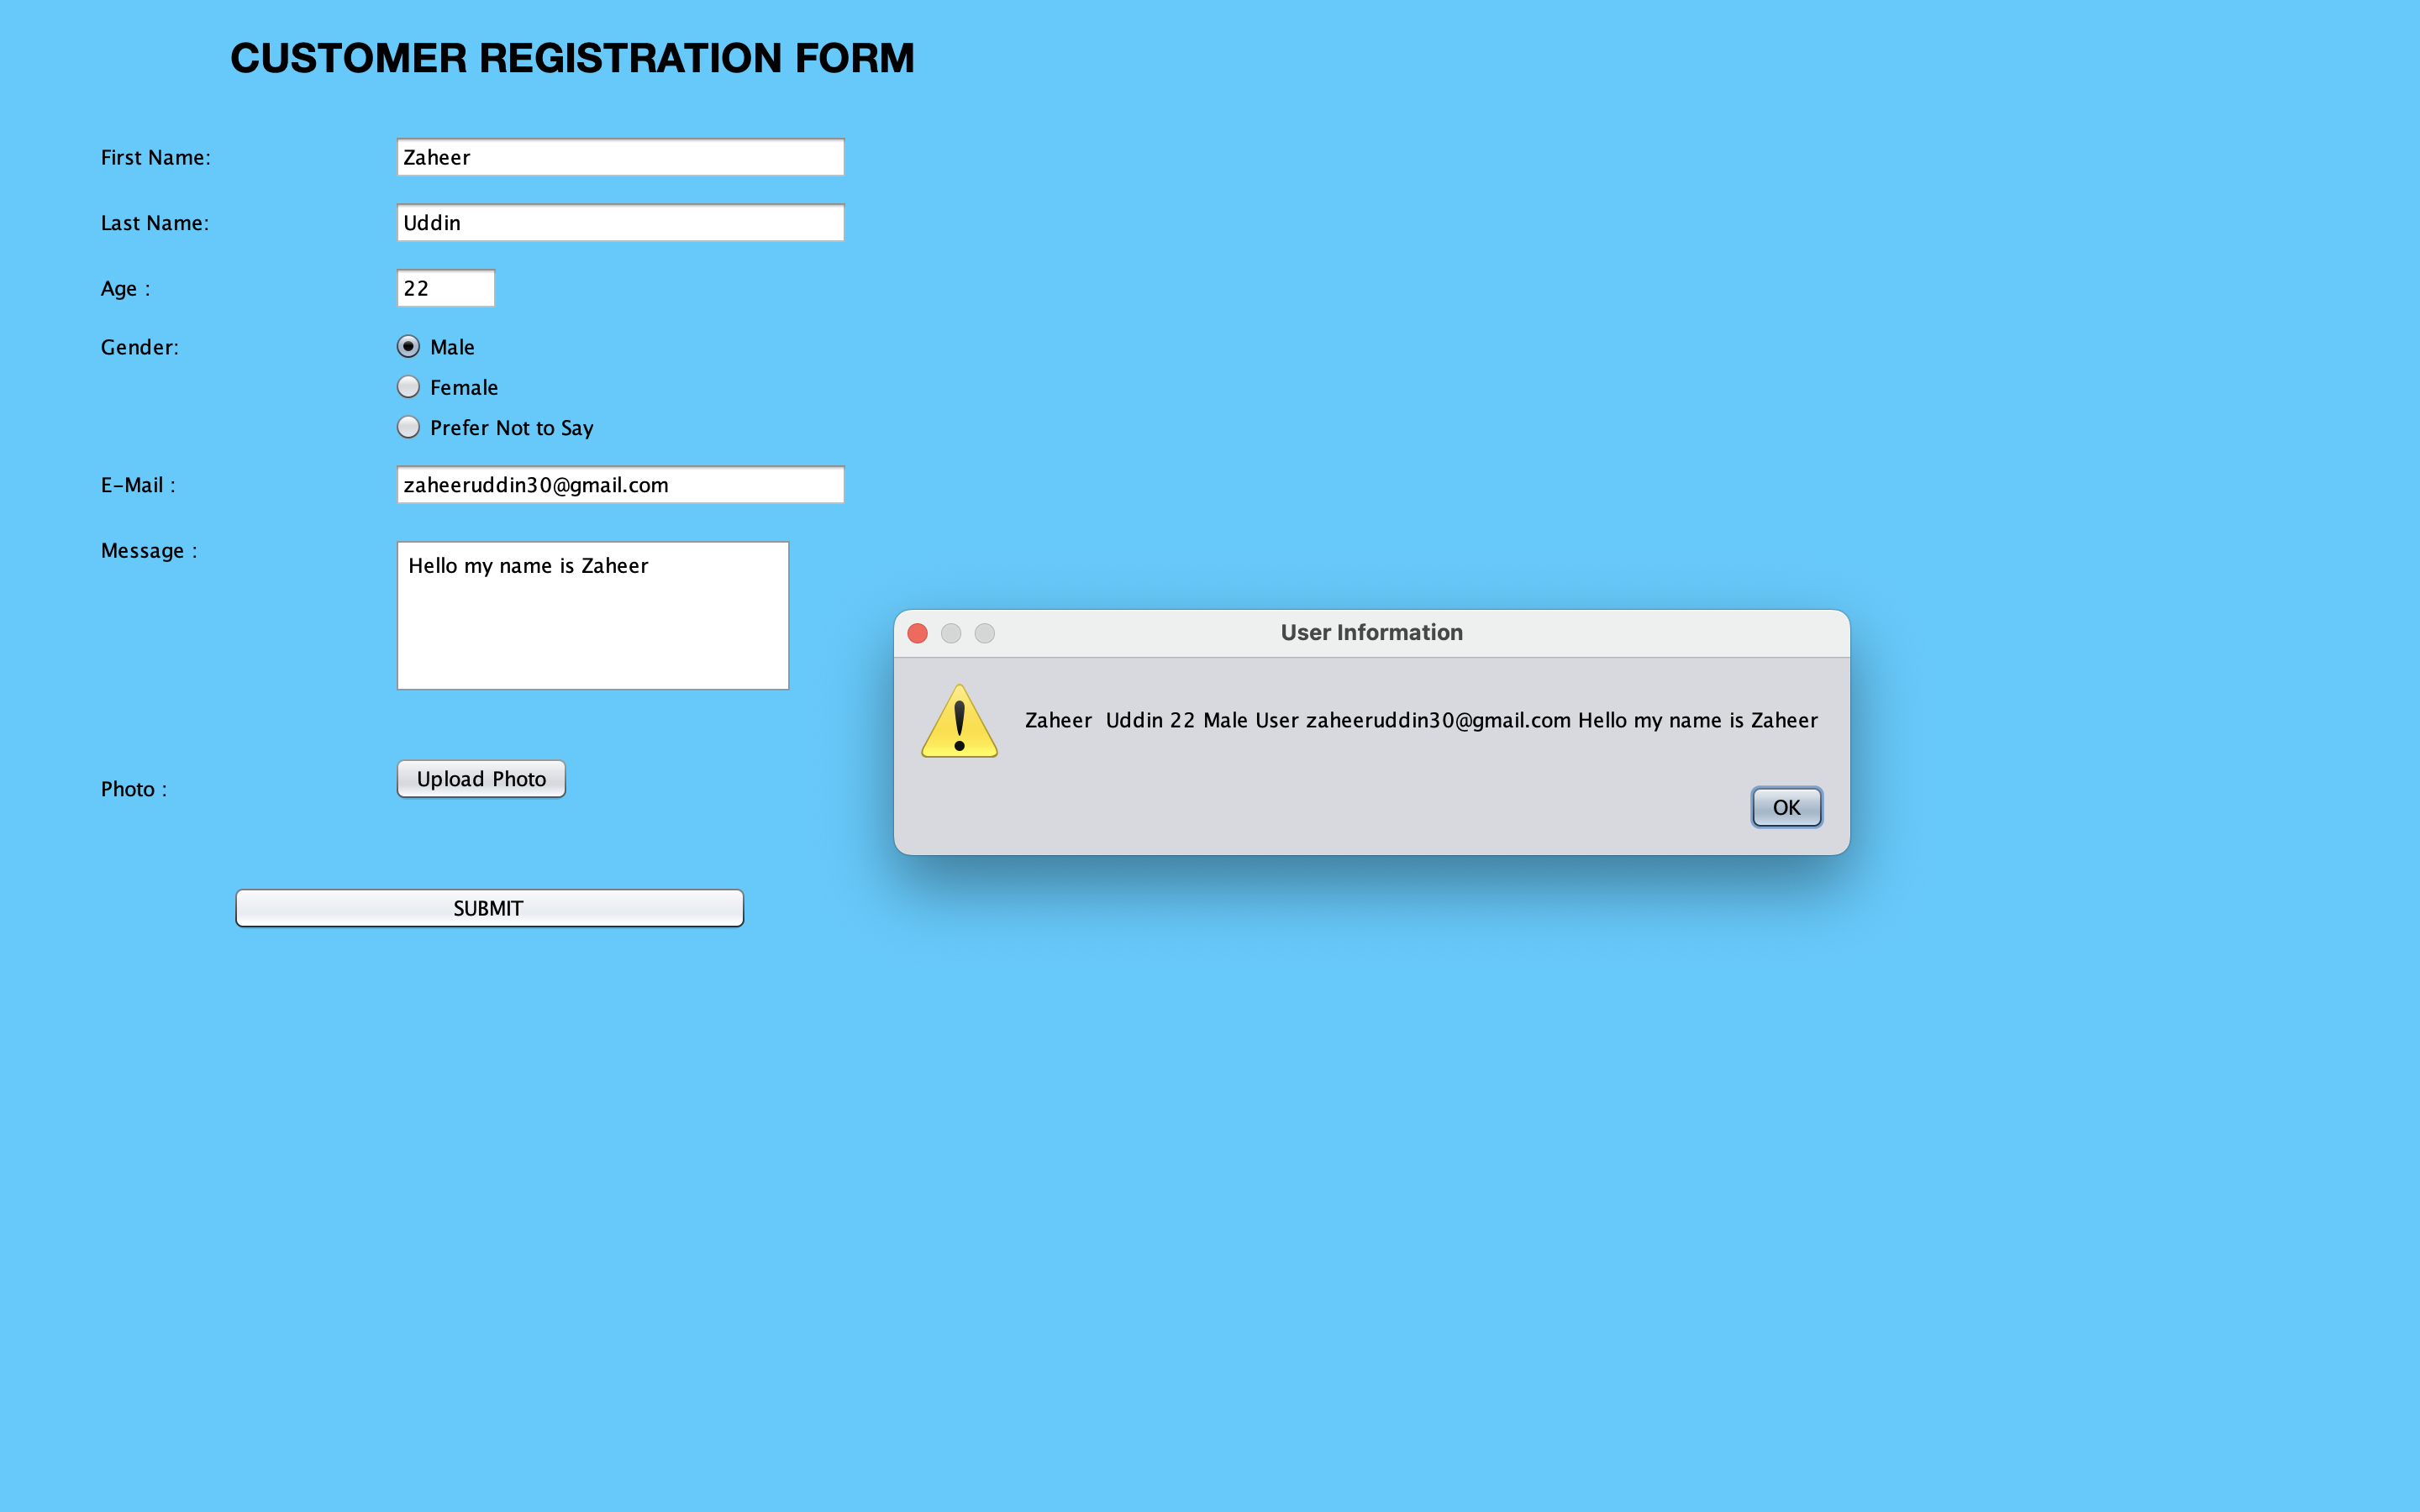 CUSTOMER REGISTRATION FORM
First Name: Zaheer
Last Name: Uddin
Age : 22
Gender: Male
Female
Prefer Not to Say
E-Mail : zaheeruddin30@gmail.com
Message : Hello my name is Zaheer
Photo : Upload Photo
SUBMIT
User Information
Zaheer  Uddin 22 Male User zaheeruddin30@gmail.com Hello my name is Zaheer
OK